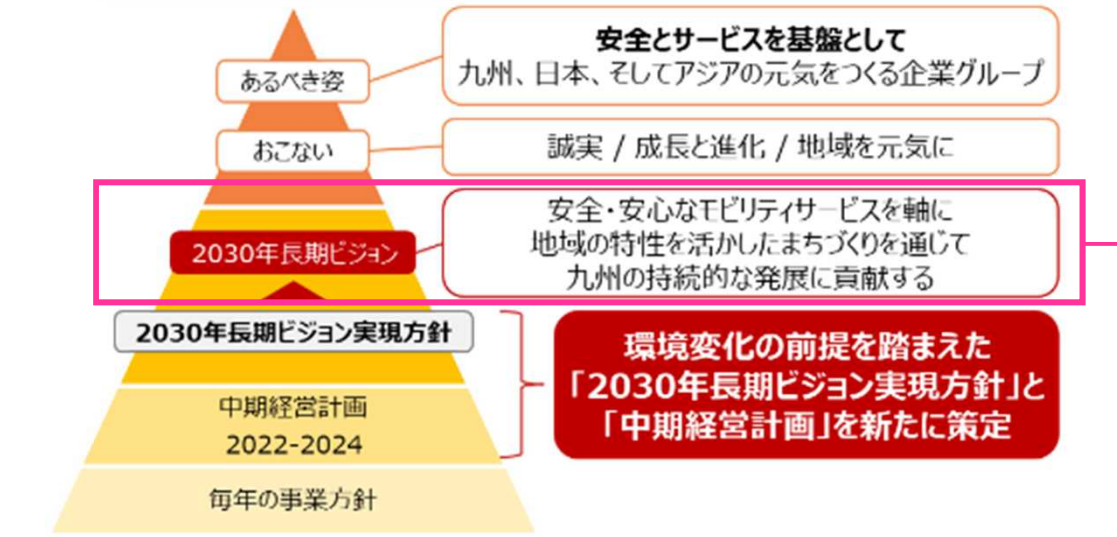 あるべき姿
安全とサービスを基盤として
九州、日本、そしてアジアの元気をつくる企業グループ
おこない
誠実 / 成長と進化 / 地域を元気に
2030年長期ビジョン
安全・安心なモビリティサービスを軸に
地域の特性を活かしたまちづくりを通じて
九州の持続的な発展に貢献する
2030年長期ビジョン実現方針
中期経営計画
2022-2024
毎年の事業方針
環境変化の前提を踏まえた
「2030年長期ビジョン実現方針」と
「中期経営計画」を新たに策定